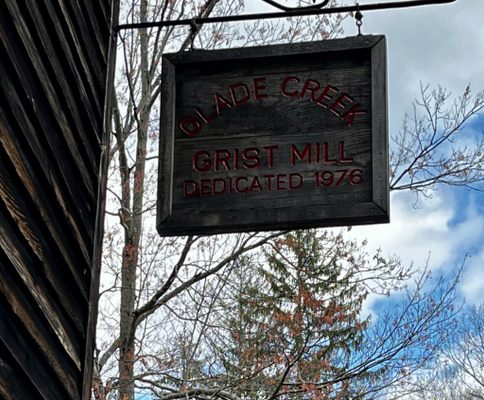 GLADE CREEK
GRIST MILL
DEDICATED 1976